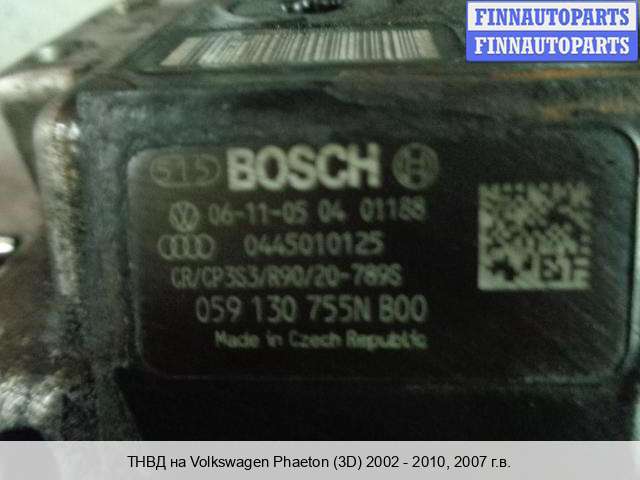 FINNAUTOPARTS
FINNAUTOPARTS
BOSCH
06-11-05 04 01188
0445010125
CR/CP3S3/R90/20-789S
059 130 755N B00
Made in Czech Republic
ТНВД на Volkswagen Phaeton (3D) 2002 - 2010, 2007 г.в.